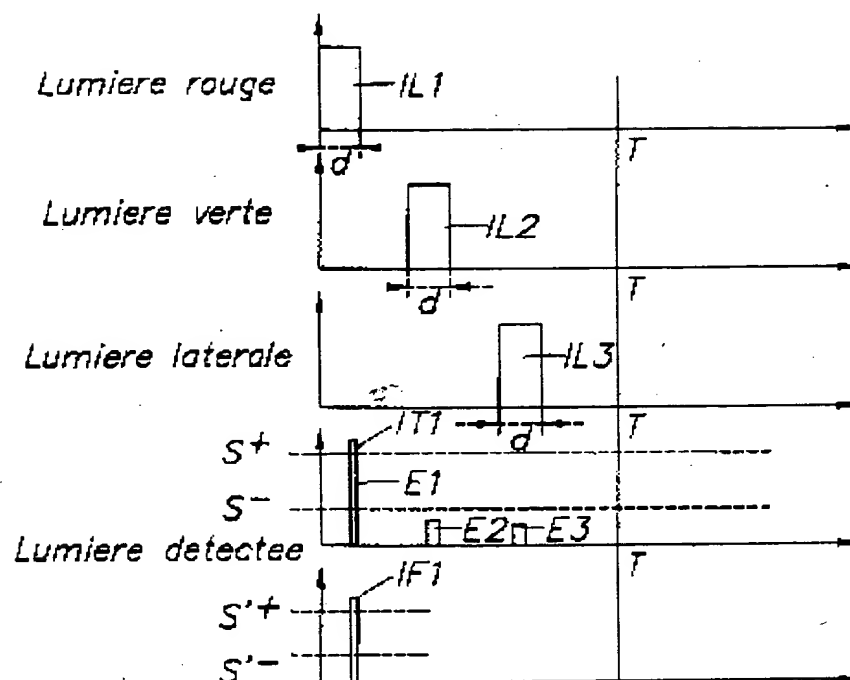 Lumiere rouge
IL1
d
T
Lumiere verte
IL2
d
T
Lumiere laterale
IL3
d
T
IT1
S+
E1
S-
E2
E3
Lumiere detectee
T
IF1
S'+
S'-